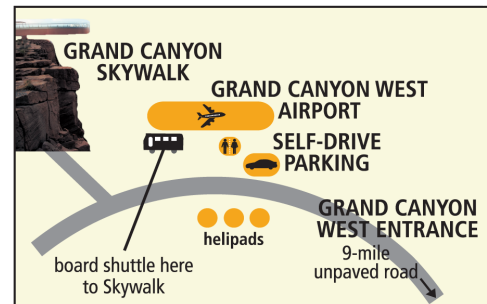 GRAND CANYON
SKYWALK
GRAND CANYON WEST
AIRPORT
SELF-DRIVE
PARKING
GRAND CANYON
WEST ENTRANCE
9-mile
unpaved road
helipads
board shuttle here
to Skywalk